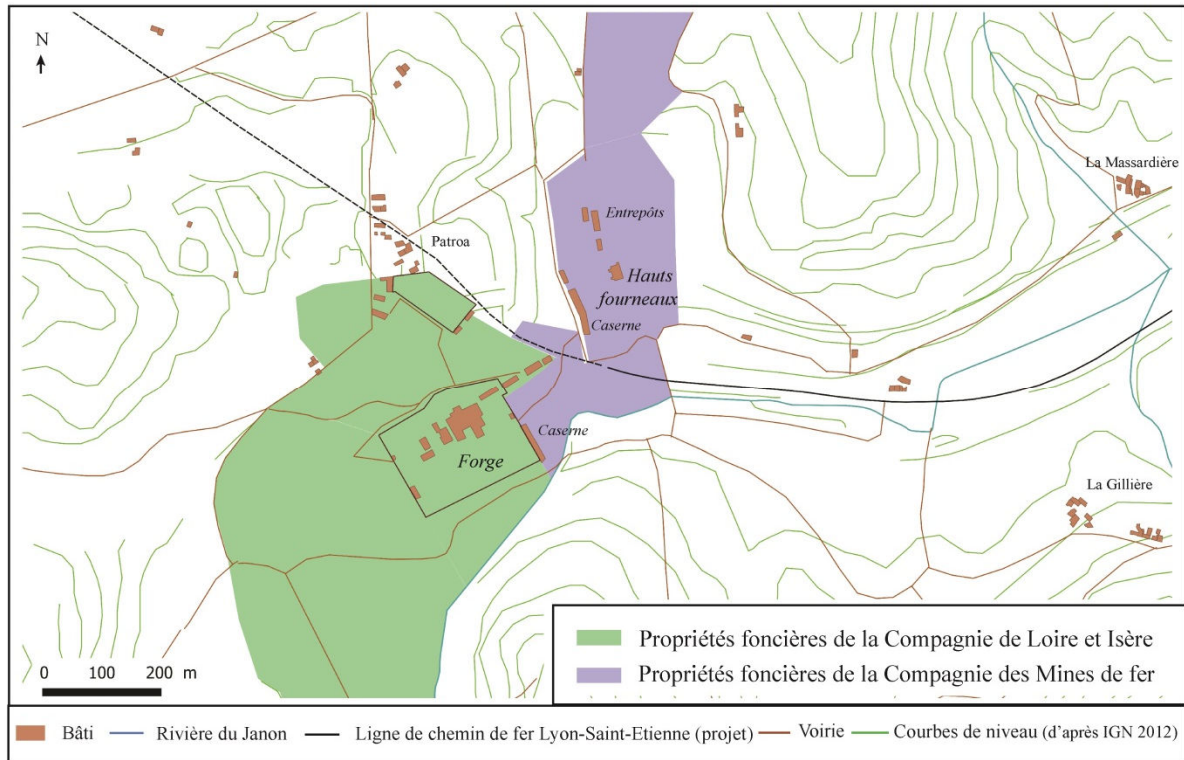 N
La Massardière
Entrepôts
Patroa
Hauts
fourneaux
Caserne
Caserne
Forge
La Gillière
Propriétés foncières de la Compagnie de Loire et Isère
Propriétés foncières de la Compagnie des Mines de fer
0 100 200 m
Bâti Rivière du Janon Ligne de chemin de fer Lyon-Saint-Etienne (projet) Voirie Courbes de niveau (d'après IGN 2012)